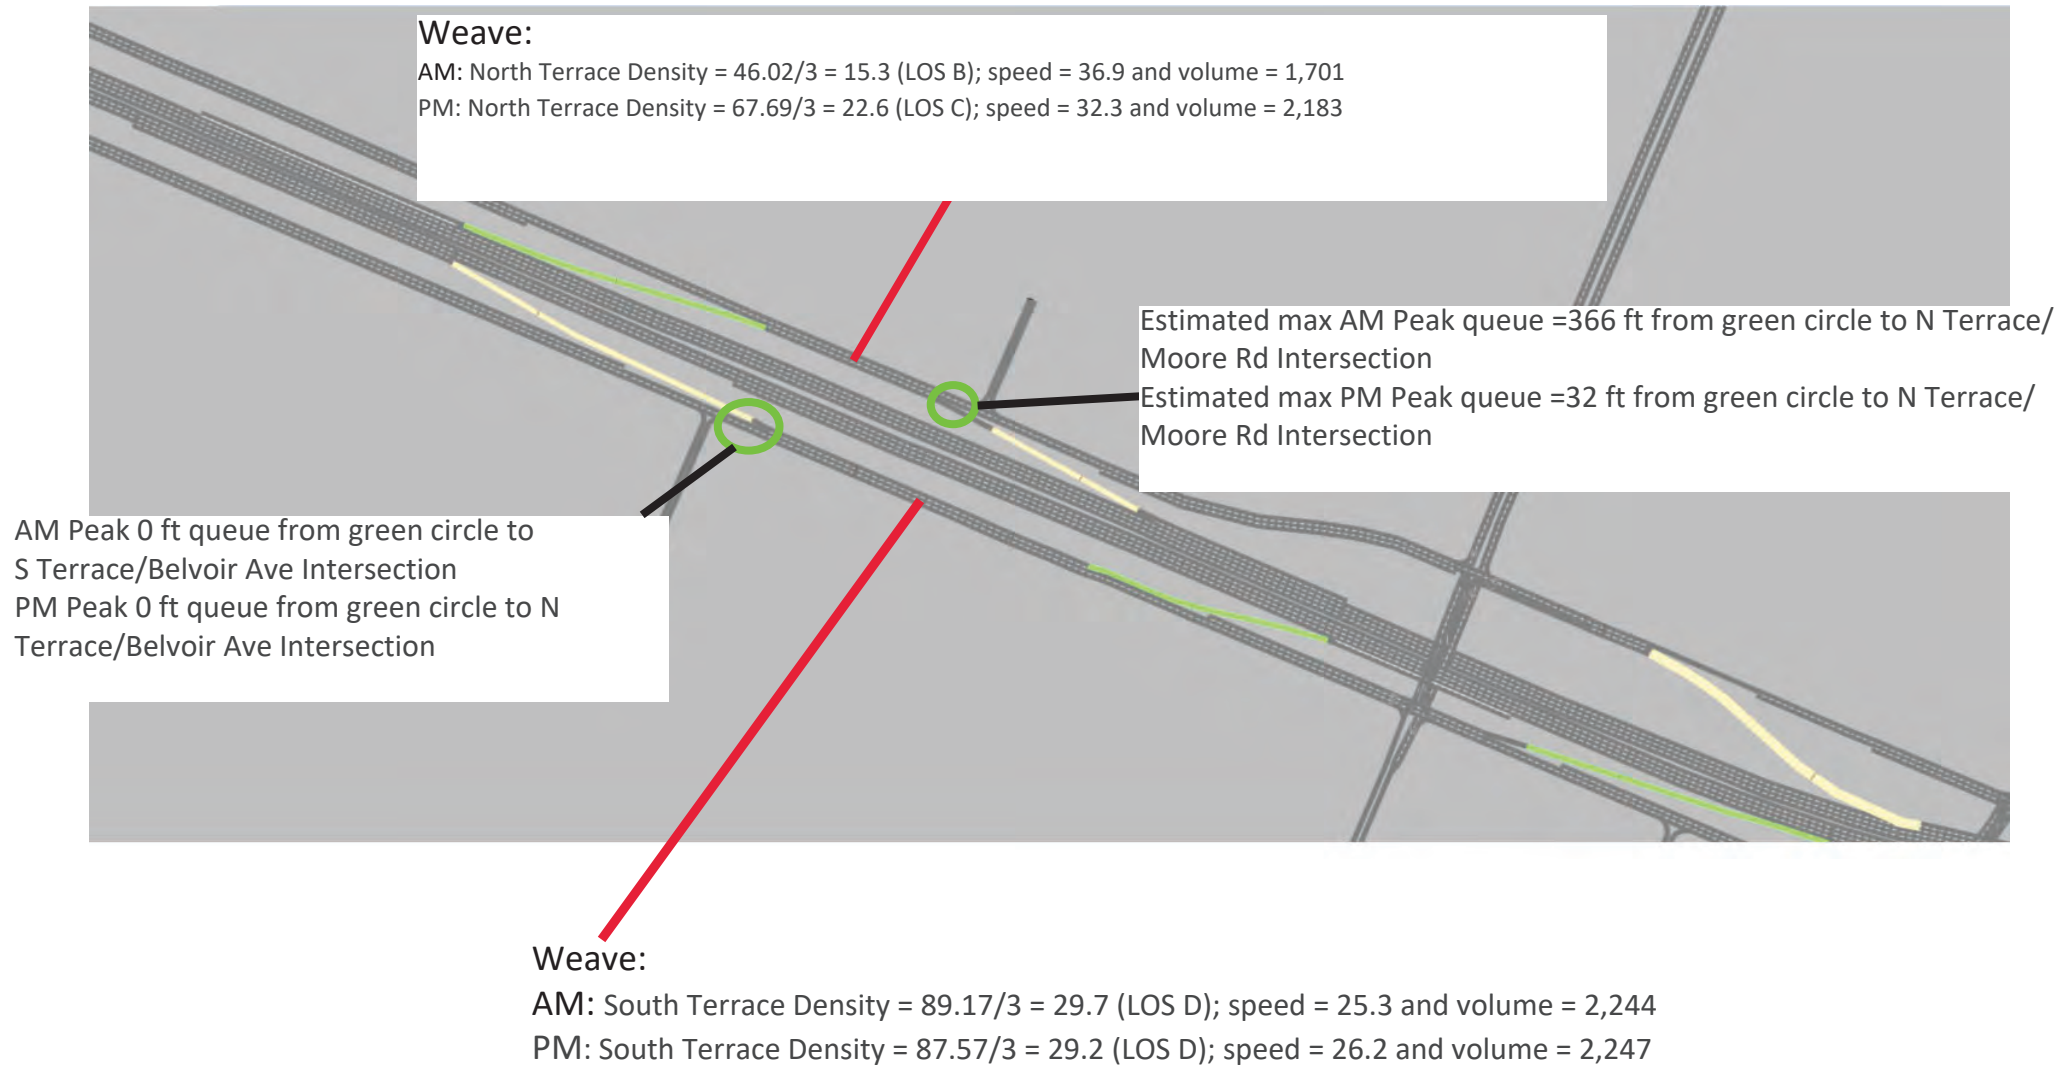 Weave:
AM: North Terrace Density = 46.02/3 = 15.3 (LOS B); speed = 36.9 and volume = 1,701
PM: North Terrace Density = 67.69/3 = 22.6 (LOS C); speed = 32.3 and volume = 2,183
Estimated max AM Peak queue =366 ft from green circle to N Terrace/
Moore Rd Intersection
Estimated max PM Peak queue =32 ft from green circle to N Terrace/
Moore Rd Intersection
AM Peak 0 ft queue from green circle to
S Terrace/Belvoir Ave Intersection
PM Peak 0 ft queue from green circle to N
Terrace/Belvoir Ave Intersection
Weave:
AM: South Terrace Density = 89.17/3 = 29.7 (LOS D); speed = 25.3 and volume = 2,244
PM: South Terrace Density = 87.57/3 = 29.2 (LOS D); speed = 26.2 and volume = 2,247